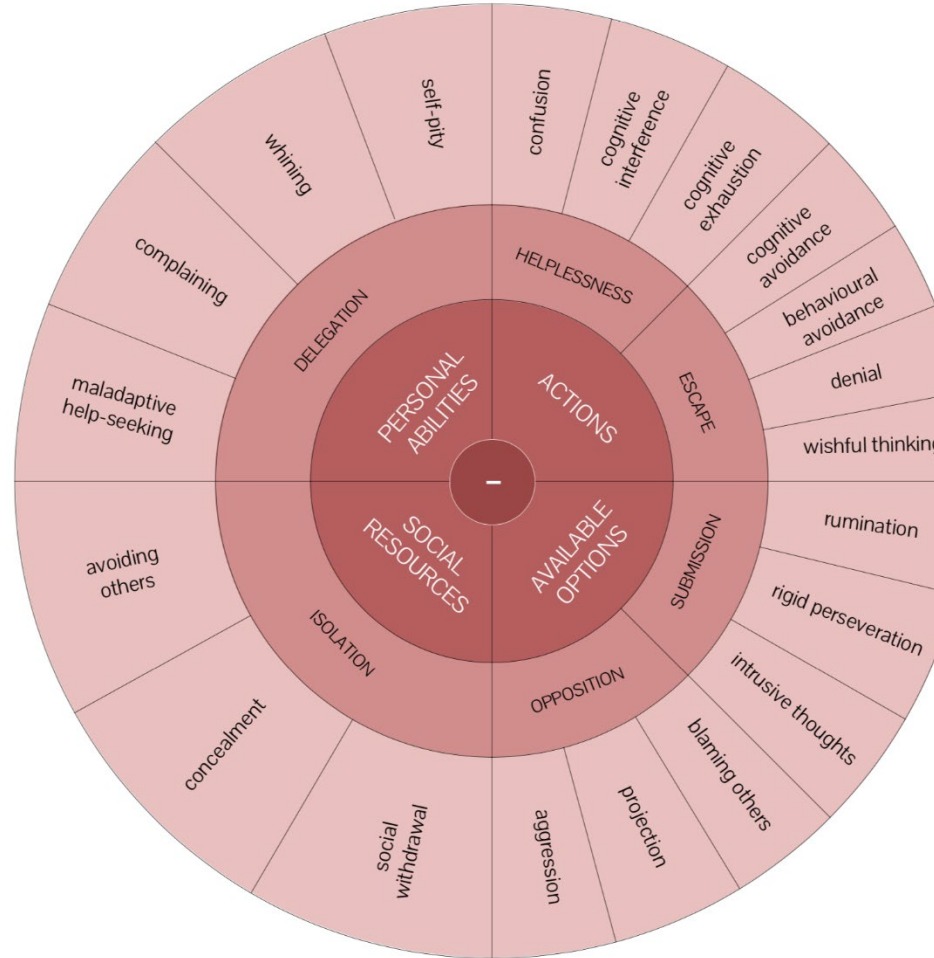 -
PERSONAL
ABILITIES
ACTIONS
AVAILABLE
OPTIONS
SOCIAL
RESOURCES
HELPLESSNESS
ESCAPE
SUBMISSION
OPPOSITION
ISOLATION
DELEGATION
confusion
cognitive
interference
cognitive
exhaustion
cognitive
avoidance
behavioural
avoidance
denial
wishful thinking
rumination
rigid perseveration
intrusive thoughts
blaming others
projection
aggression
social
withdrawal
concealment
avoiding
others
maladaptive
help-seeking
complaining
whining
self-pity